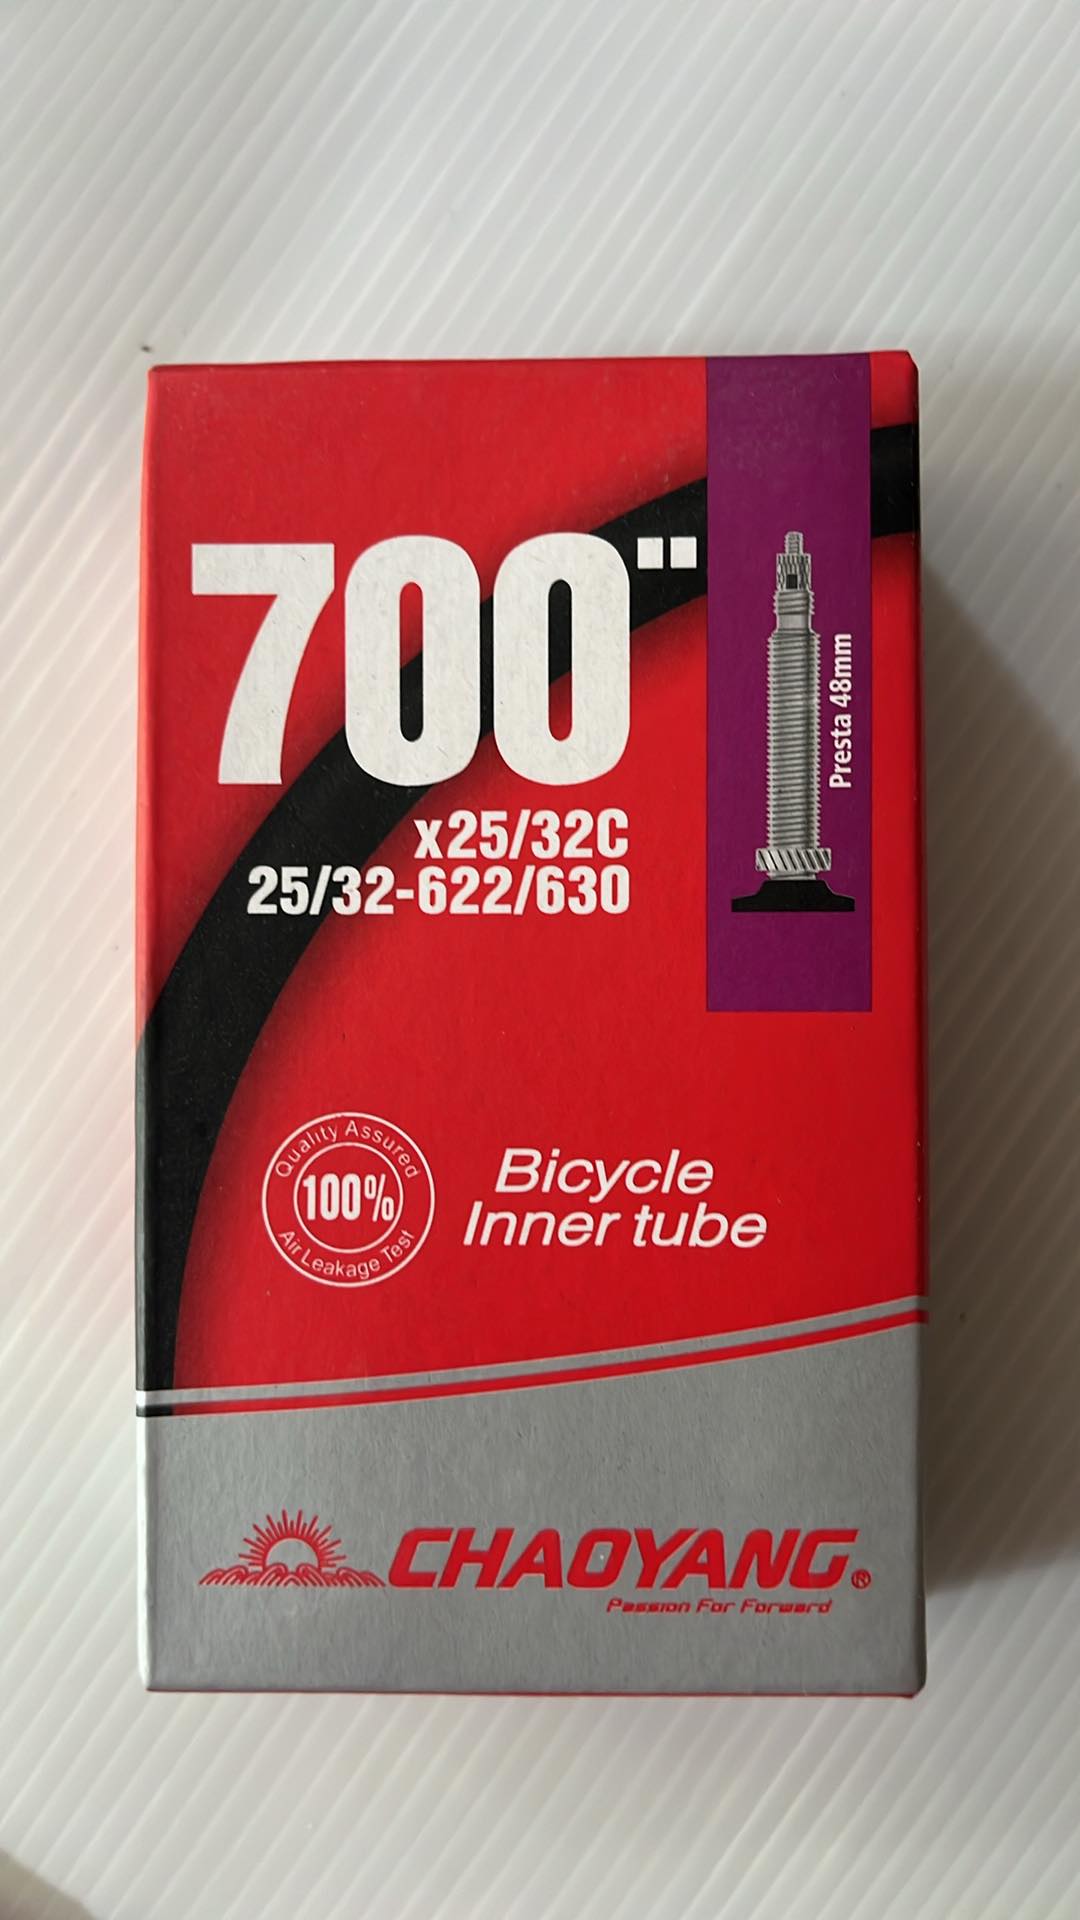 700"
x25/32C
25/32-622/630
Presta 48mm
Quality Assured
100%
Air Leakage Test
Bicycle
Inner tube
CHAOYANG®
Passion For Forward